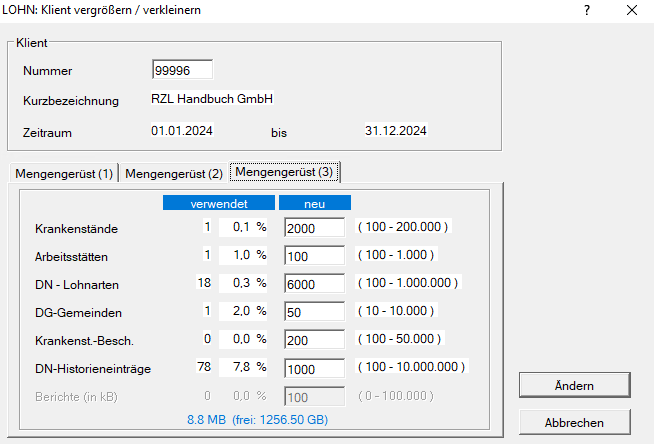 LOHN: Klient vergrößern / verkleinern ? ×
Klient
Nummer 99996
Kurzbezeichnung RZL Handbuch GmbH
Zeitraum 01.01.2024 bis 31.12.2024
Mengengerüst (1) Mengengerüst (2) Mengengerüst (3)
verwendet neu
Krankenstände 1 0,1 % 2000 ( 100 - 200.000 )
Arbeitsstätten 1 1,0 % 100 ( 100 - 1.000 )
DN - Lohnarten 18 0,3 % 6000 ( 100 - 1.000.000 )
DG-Gemeinden 1 2,0 % 50 ( 10 - 10.000 )
Krankenst.-Besch. 0 0,0 % 200 ( 100 - 50.000 )
DN-Historieneinträge 78 7,8 % 1000 ( 100 - 10.000.000 )
Berichte (in kB) 0 0,0 % 100 ( 0 - 100.000 )
8.8 MB (frei: 1256.50 GB)
Ändern
Abbrechen